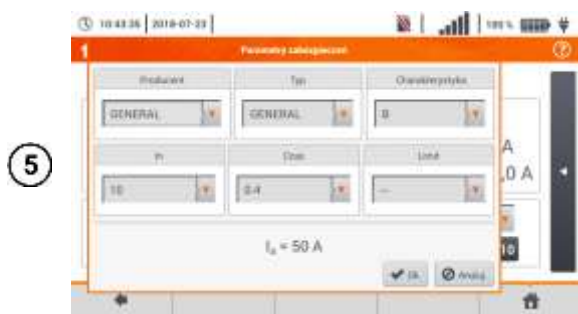 10:43:26 2018-07-23 100 %
1 Parametry zabezpieczeń ?
Producent Typ Charakterystyka
GENERAL GENERAL B
In Czas Limit
10 0.4 ---
A
,0 A
10
Ia = 50 A
Ok Anuluj
5